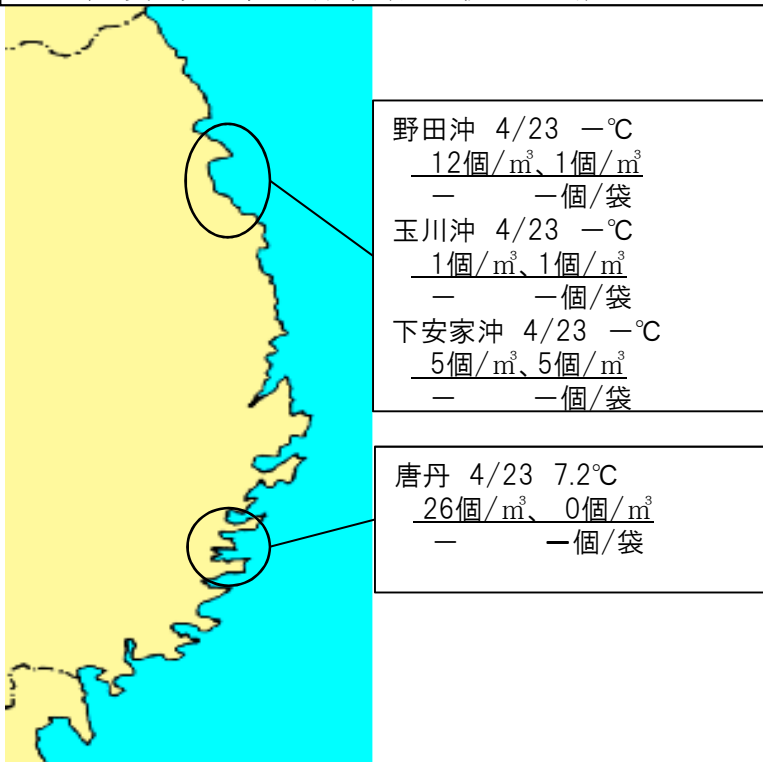 野田沖 4/23 －℃
12個/㎥、1個/㎥
－ －個/袋
玉川沖 4/23 －℃
1個/㎥、1個/㎥
－ －個/袋
下安家沖 4/23 －℃
5個/㎥、5個/㎥
－ －個/袋
唐丹 4/23 7.2℃
26個/㎥、 0個/㎥
－ －個/袋